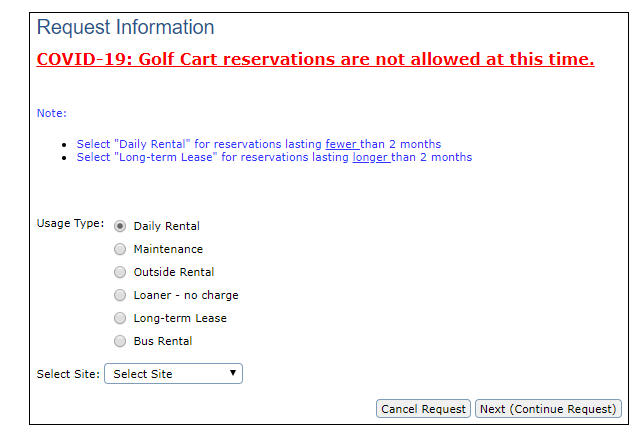 Request Information
COVID-19: Golf Cart reservations are not allowed at this time.
Note:
Select "Daily Rental" for reservations lasting fewer than 2 months
Select "Long-term Lease" for reservations lasting longer than 2 months
Usage Type: Daily Rental
Maintenance
Outside Rental
Loaner - no charge
Long-term Lease
Bus Rental
Select Site: Select Site
Cancel Request Next (Continue Request)